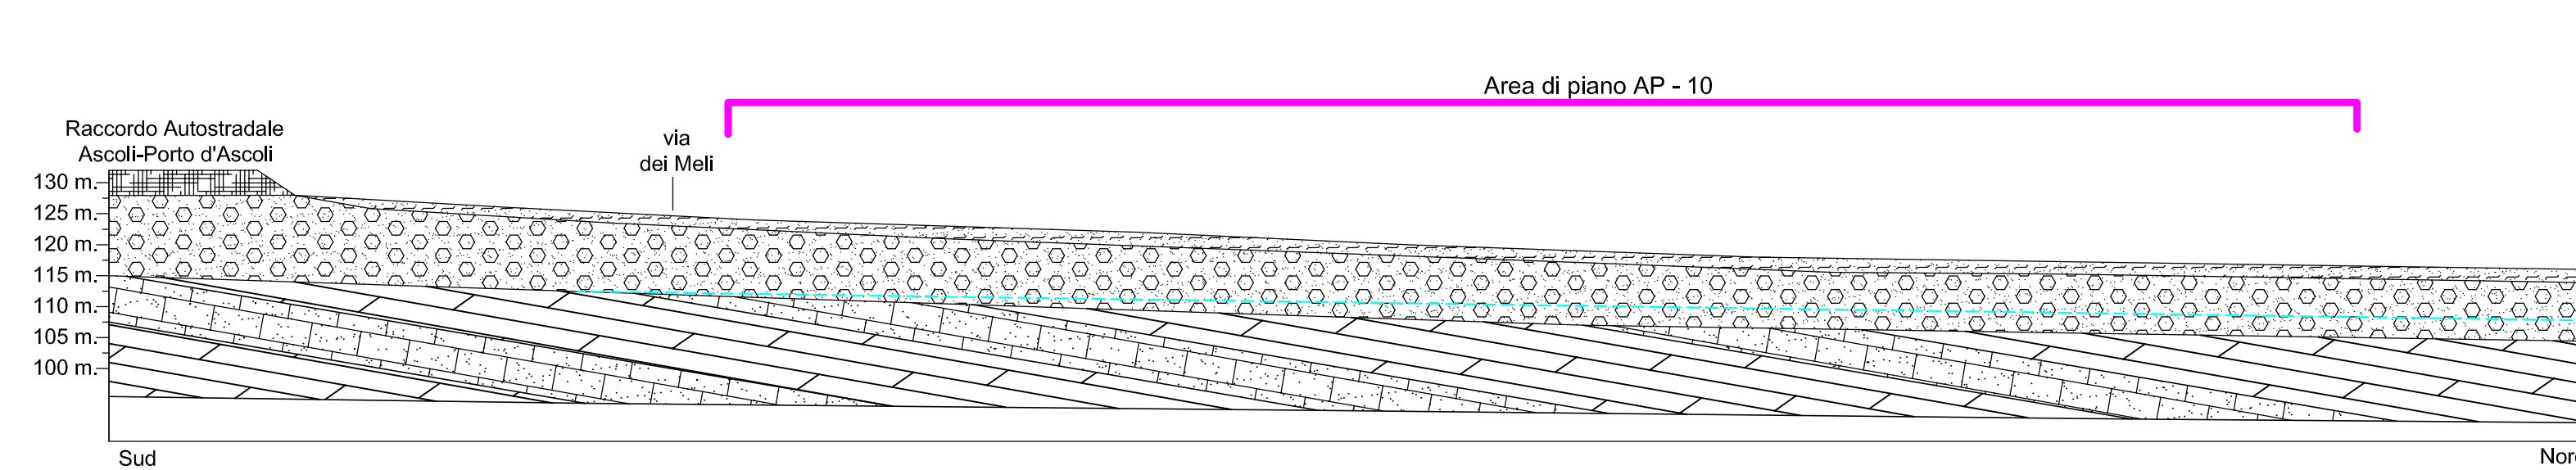 Area di piano AP - 10
Raccordo Autostradale
Ascoli-Porto d'Ascoli
via
dei Meli
130 m.
125 m.
120 m.
115 m.
110 m.
105 m.
100 m.
Sud
Nor